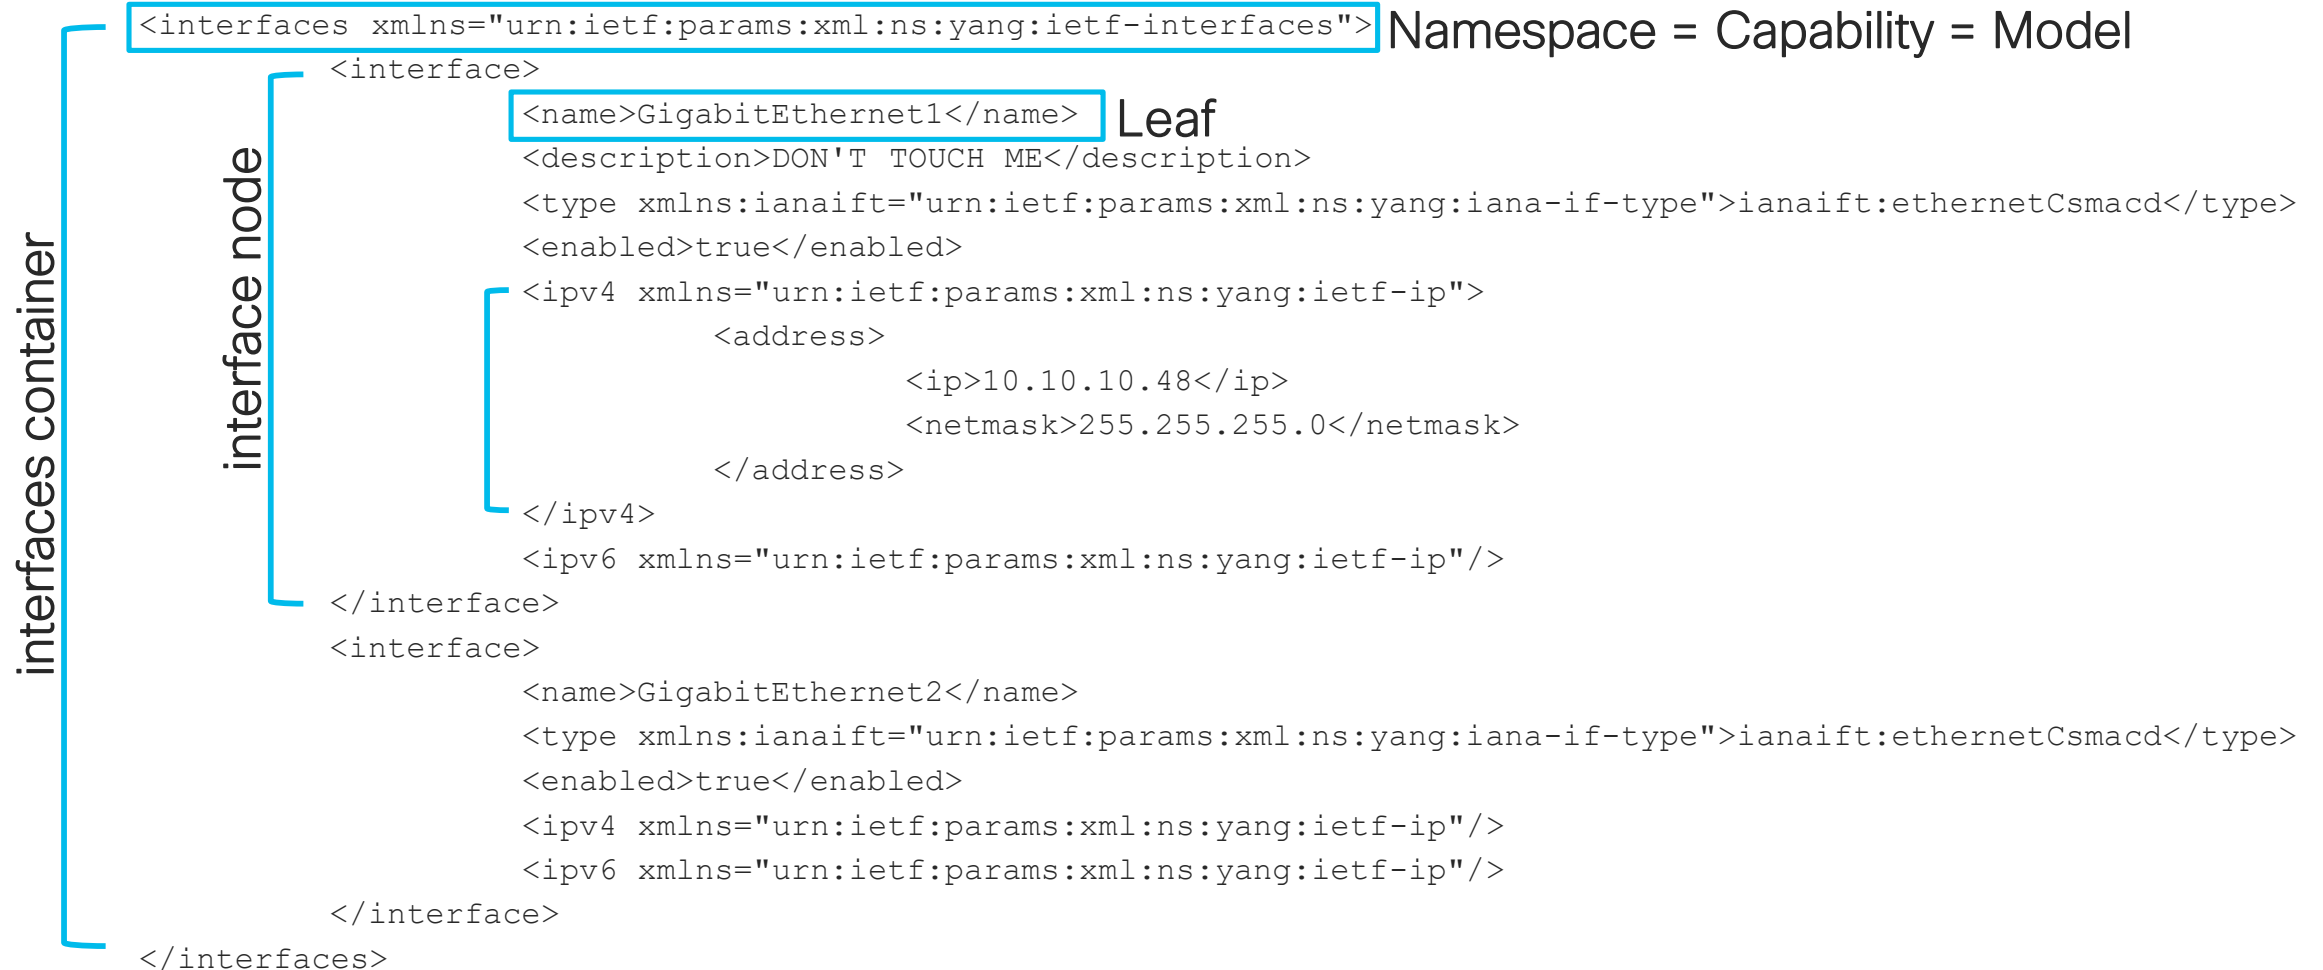 <interfaces xmlns="urn:ietf:params:xml:ns:yang:ietf-interfaces"> Namespace = Capability = Model
<interface>
<name>GigabitEthernet1</name> Leaf
<description>DON'T TOUCH ME</description>
<type xmlns:ianaift="urn:ietf:params:xml:ns:yang:iana-if-type">ianaift:ethernetCsmacd</type>
<enabled>true</enabled>
<ipv4 xmlns="urn:ietf:params:xml:ns:yang:ietf-ip">
<address>
<ip>10.10.10.48</ip>
<netmask>255.255.255.0</netmask>
</address>
</ipv4>
<ipv6 xmlns="urn:ietf:params:xml:ns:yang:ietf-ip"/>
</interface>
<interface>
<name>GigabitEthernet2</name>
<type xmlns:ianaift="urn:ietf:params:xml:ns:yang:iana-if-type">ianaift:ethernetCsmacd</type>
<enabled>true</enabled>
<ipv4 xmlns="urn:ietf:params:xml:ns:yang:ietf-ip"/>
<ipv6 xmlns="urn:ietf:params:xml:ns:yang:ietf-ip"/>
</interface>
</interfaces>
interfaces container
interface node